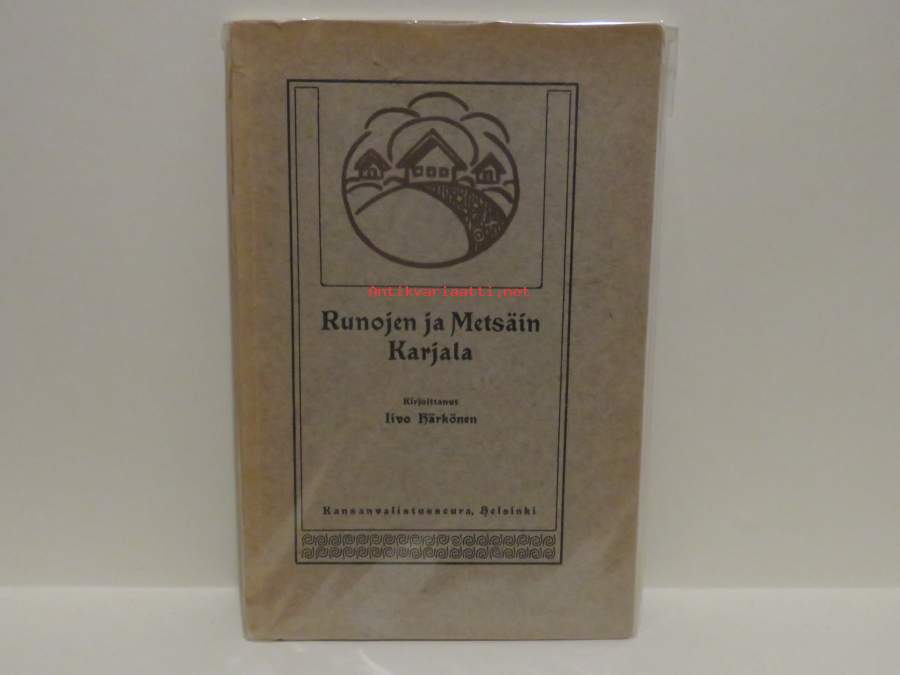 Antikvariaatti.net
Runojen ja Metsäin
Karjala
Kirjoittanut
Iivo Härkönen
Kansanvalistusseura, Helsinki